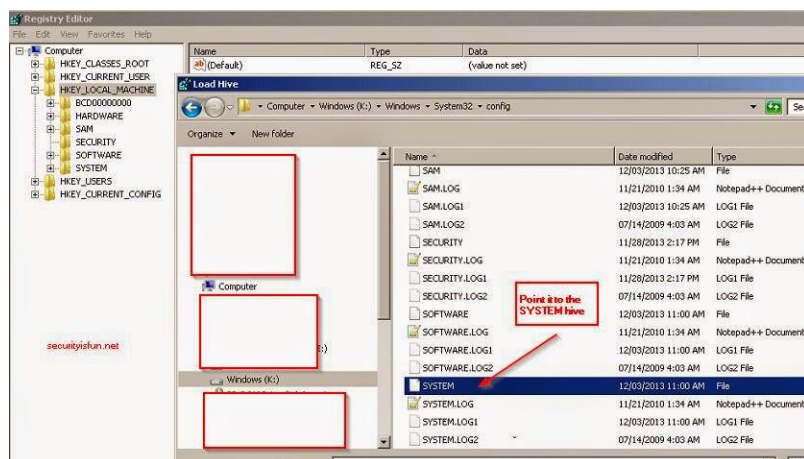 Registry Editor
File Edit View Favorites Help
Computer
HKEY_CLASSES_ROOT
HKEY_CURRENT_USER
HKEY_LOCAL_MACHINE
BCD00000000
HARDWARE
SAM
SECURITY
SOFTWARE
SYSTEM
HKEY_USERS
HKEY_CURRENT_CONFIG
securityisfun.net
Name Type Data
ab (Default) REG_SZ (value not set)
Load Hive
Computer Windows (K:) Windows System32 config Sea
Organize New folder
Computer
:)
Windows (K:)
Name Date modified Type
SAM 12/03/2013 10:25 AM File
SAM.LOG 11/21/2010 1:34 AM Notepad++ Document
SAM.LOG1 12/03/2013 10:25 AM LOG1 File
SAM.LOG2 07/14/2009 4:03 AM LOG2 File
SECURITY 11/28/2013 2:17 PM File
SECURITY.LOG 11/21/2010 1:34 AM Notepad++ Document
SECURITY.LOG1 11/28/2013 2:17 PM LOG1 File
SECURITY.LOG2 07/14/2009 4:03 AM LOG2 File
SOFTWARE 12/03/2013 11:00 AM File
SOFTWARE.LOG 11/21/2010 1:34 AM Notepad++ Document
SOFTWARE.LOG1 12/03/2013 11:00 AM LOG1 File
SOFTWARE.LOG2 07/14/2009 4:03 AM LOG2 File
SYSTEM 12/03/2013 11:00 AM File
SYSTEM.LOG 11/21/2010 1:34 AM Notepad++ Document
SYSTEM.LOG1 12/03/2013 11:00 AM LOG1 File
SYSTEM.LOG2 07/14/2009 4:03 AM LOG2 File
Point it to the
SYSTEM hive